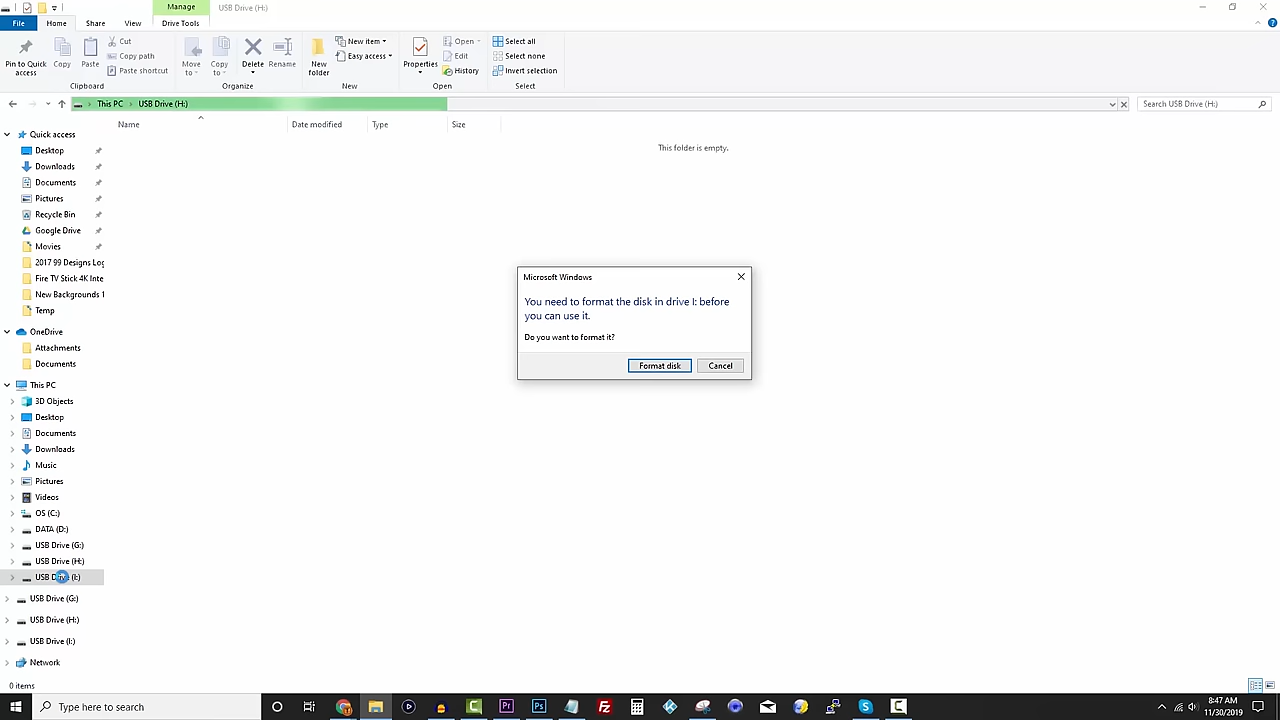 Manage
USB Drive (H:)
File
Home
Share
View
Drive Tools
Pin to Quick access
Copy
Paste
Cut
Copy path
Paste shortcut
Clipboard
Move to
Copy to
Delete
Rename
Organize
New folder
New item
Easy access
New
Properties
Open
Edit
History
Open
Select all
Select none
Invert selection
Select
This PC > USB Drive (H:)
Search USB Drive (H:)
Name
Date modified
Type
Size
This folder is empty.
Quick access
Desktop
Downloads
Documents
Pictures
Recycle Bin
Google Drive
Movies
2017 99 Designs Log
Fire TV Stick 4K Inte
New Backgrounds 1
Temp
OneDrive
Attachments
Documents
This PC
3D Objects
Desktop
Documents
Downloads
Music
Pictures
Videos
OS (C:)
DATA (D:)
USB Drive (G:)
USB Drive (H:)
USB Drive (I:)
USB Drive (G:)
USB Drive (H:)
USB Drive (I:)
Network
Microsoft Windows
You need to format the disk in drive I: before
you can use it.
Do you want to format it?
Format disk
Cancel
0 items
Type here to search
8:47 AM
11/30/2019